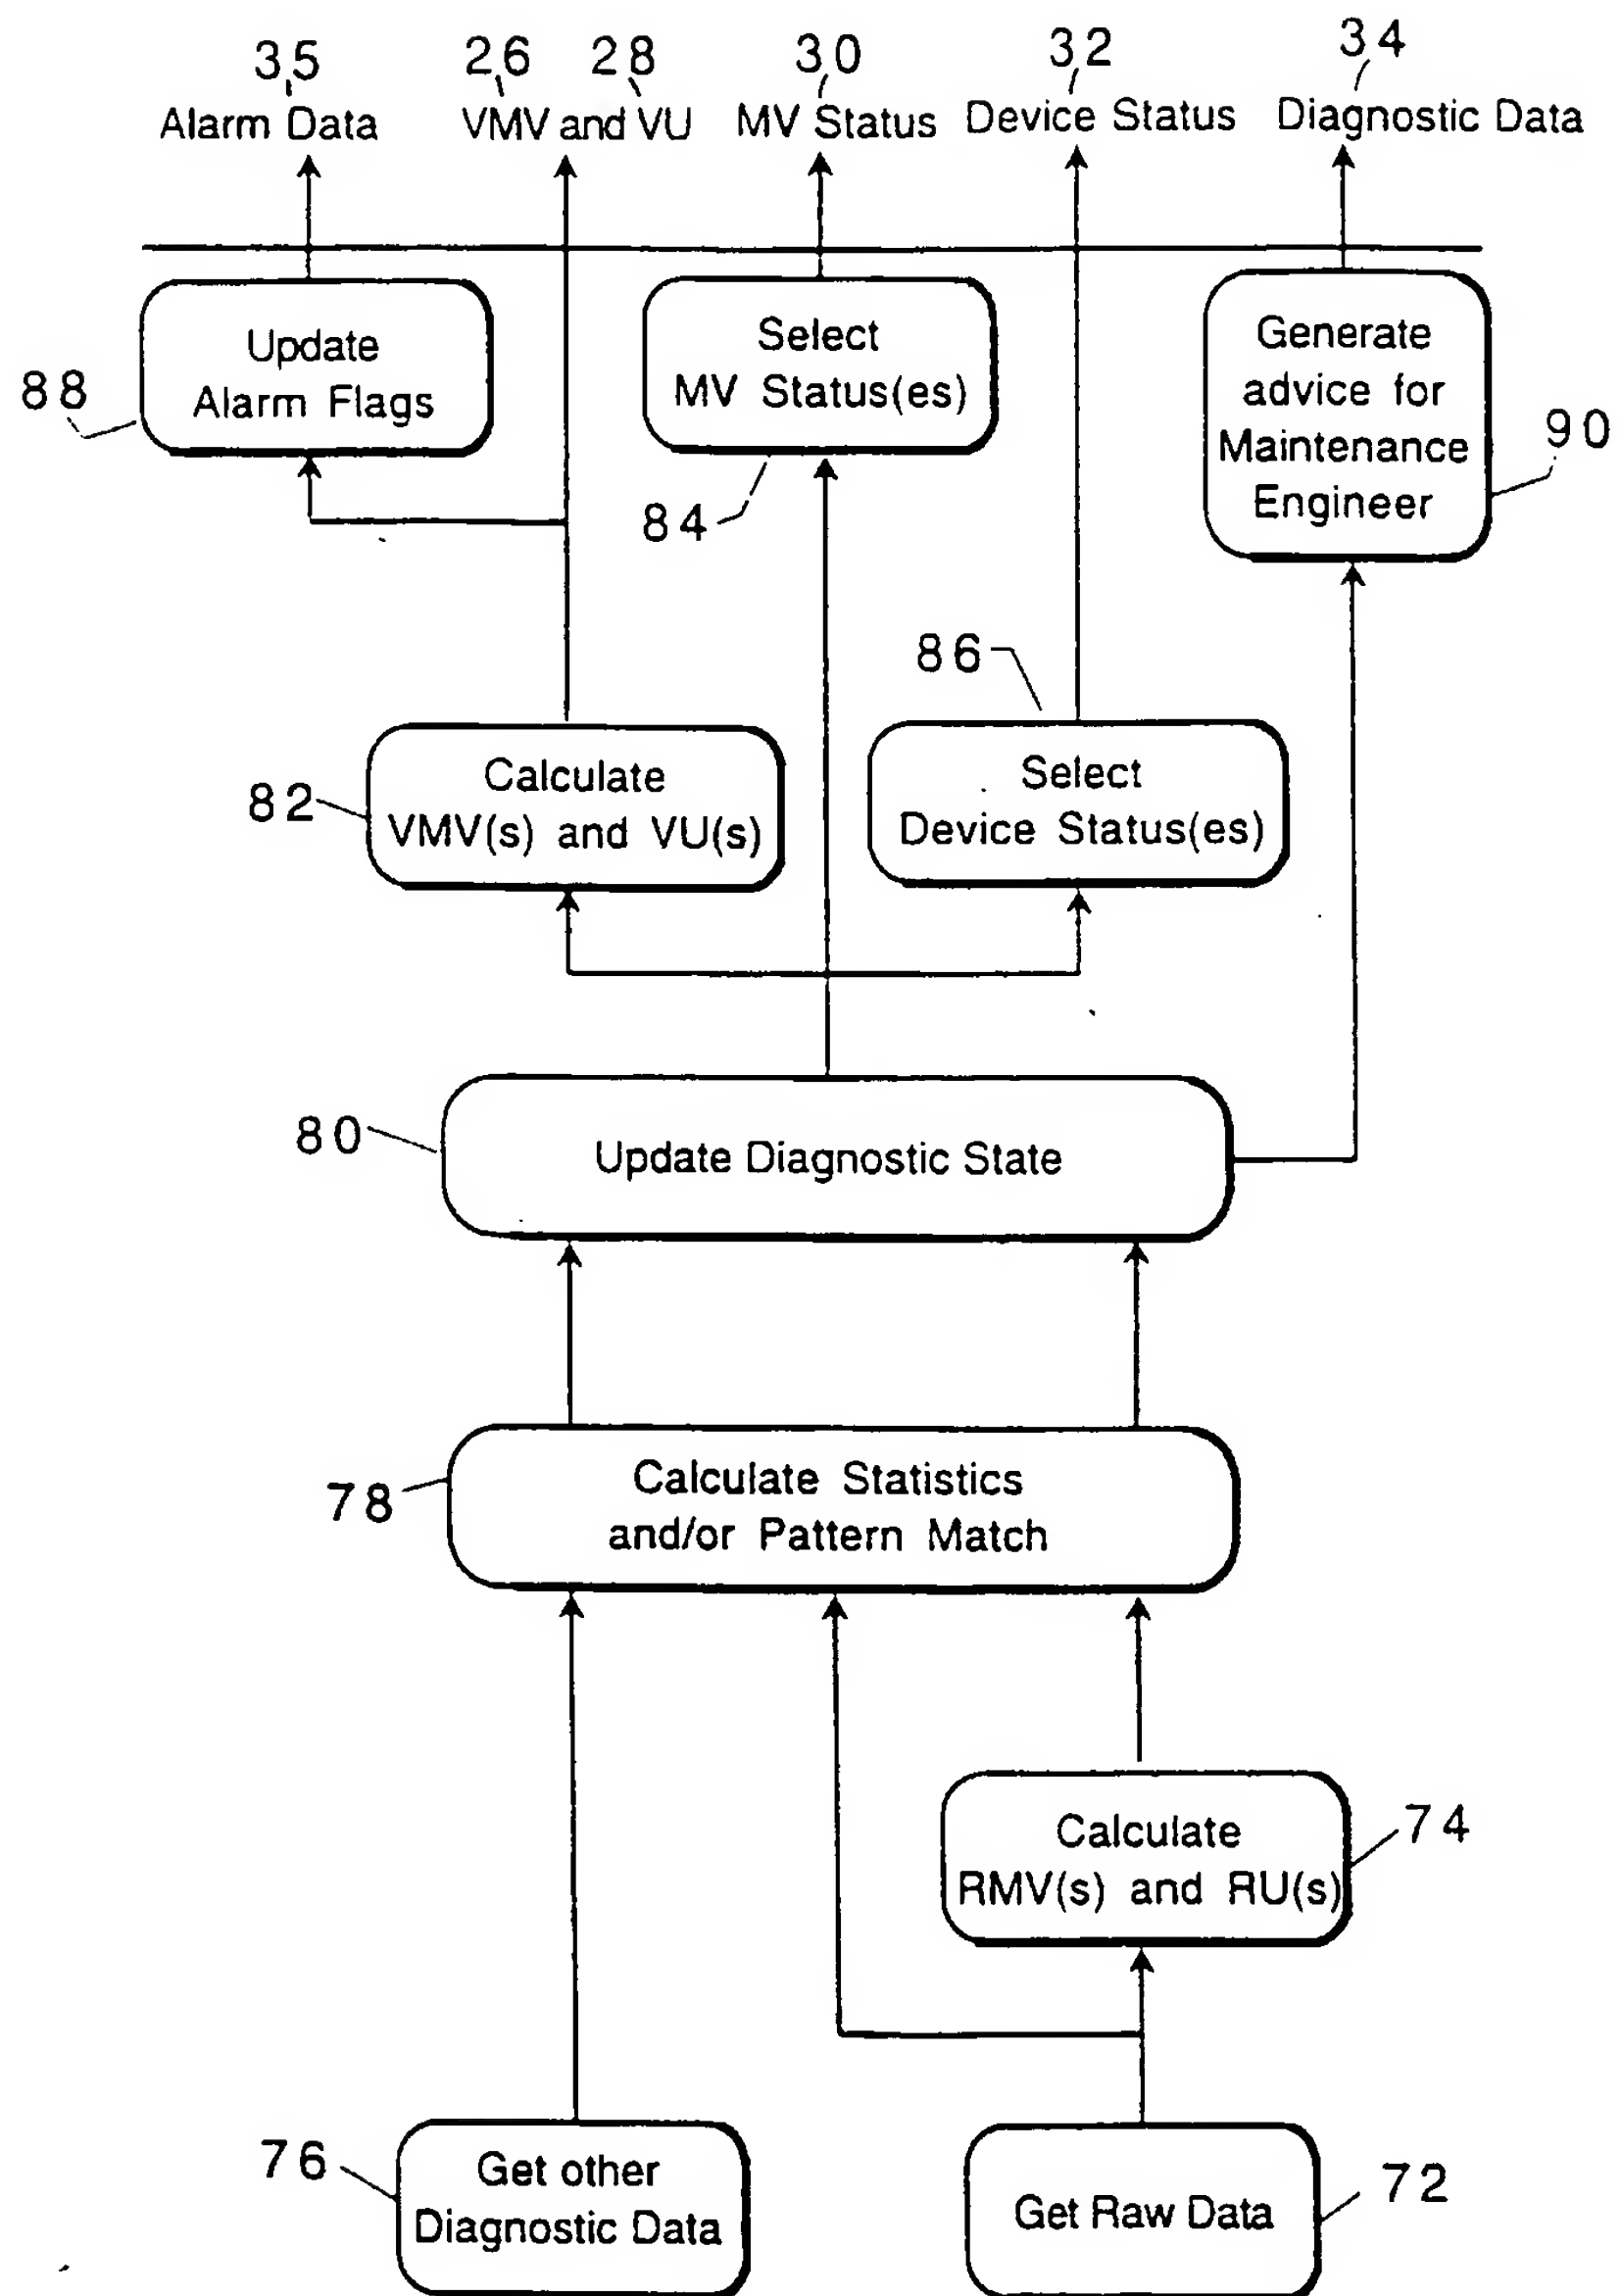 35 26 28 30 32 34
Alarm Data VMV and VU MV Status Device Status Diagnostic Data
88
Update
Alarm Flags
Select
MV Status(es)
84
Generate
advice for
Maintenance
Engineer
90
86
82
Calculate
VMV(s) and VU(s)
Select
Device Status(es)
80
Update Diagnostic State
78
Calculate Statistics
and/or Pattern Match
Calculate
RMV(s) and RU(s)
74
76
Get other
Diagnostic Data
Get Raw Data
72